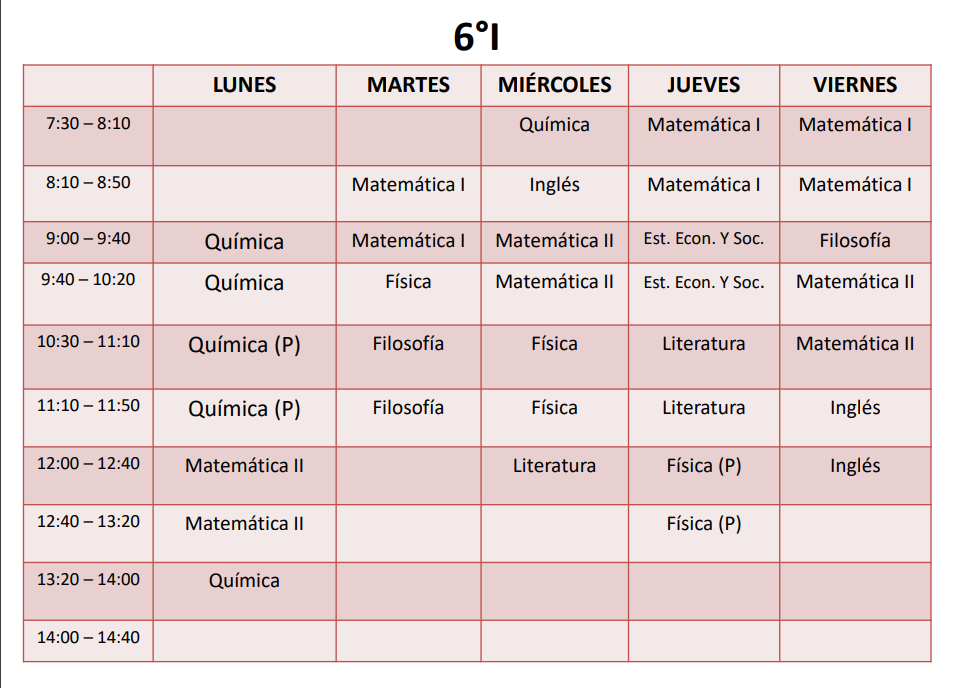 6°I
LUNES MARTES MIÉRCOLES JUEVES VIERNES
7:30 – 8:10 Química Matemática I Matemática I
8:10 – 8:50 Matemática I Inglés Matemática I Matemática I
9:00 – 9:40 Química Matemática I Matemática II Est. Econ. Y Soc. Filosofía
9:40 – 10:20 Química Física Matemática II Est. Econ. Y Soc. Matemática II
10:30 – 11:10 Química (P) Filosofía Física Literatura Matemática II
11:10 – 11:50 Química (P) Filosofía Física Literatura Inglés
12:00 – 12:40 Matemática II Literatura Física (P) Inglés
12:40 – 13:20 Matemática II Física (P)
13:20 – 14:00 Química
14:00 – 14:40